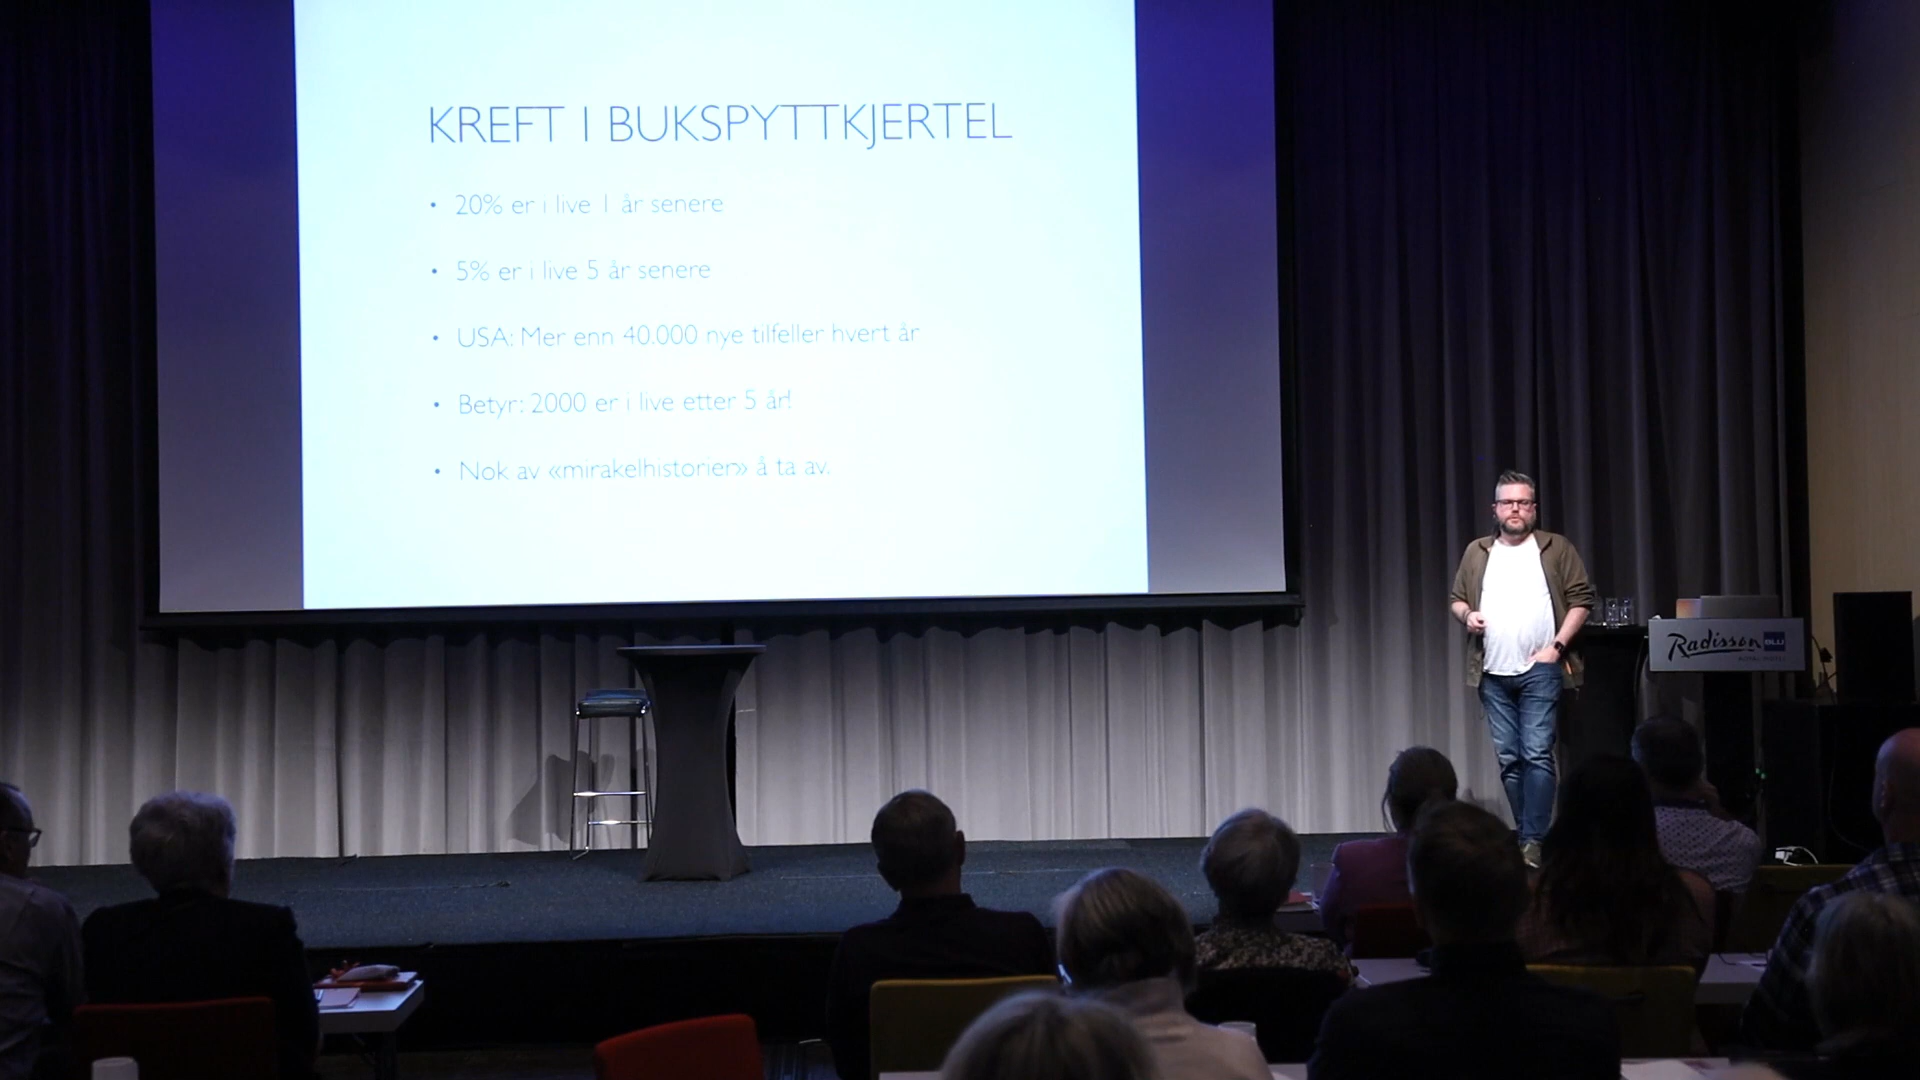 KREFT I BUKSPYTTKJERTEL
• 20% er i live 1 år senere
• 5% er i live 5 år senere
• USA: Mer enn 40.000 nye tilfeller hvert år
• Betyr: 2000 er i live etter 5 år!
• Nok av «mirakelhistorier» å ta av.
Radisson BLU